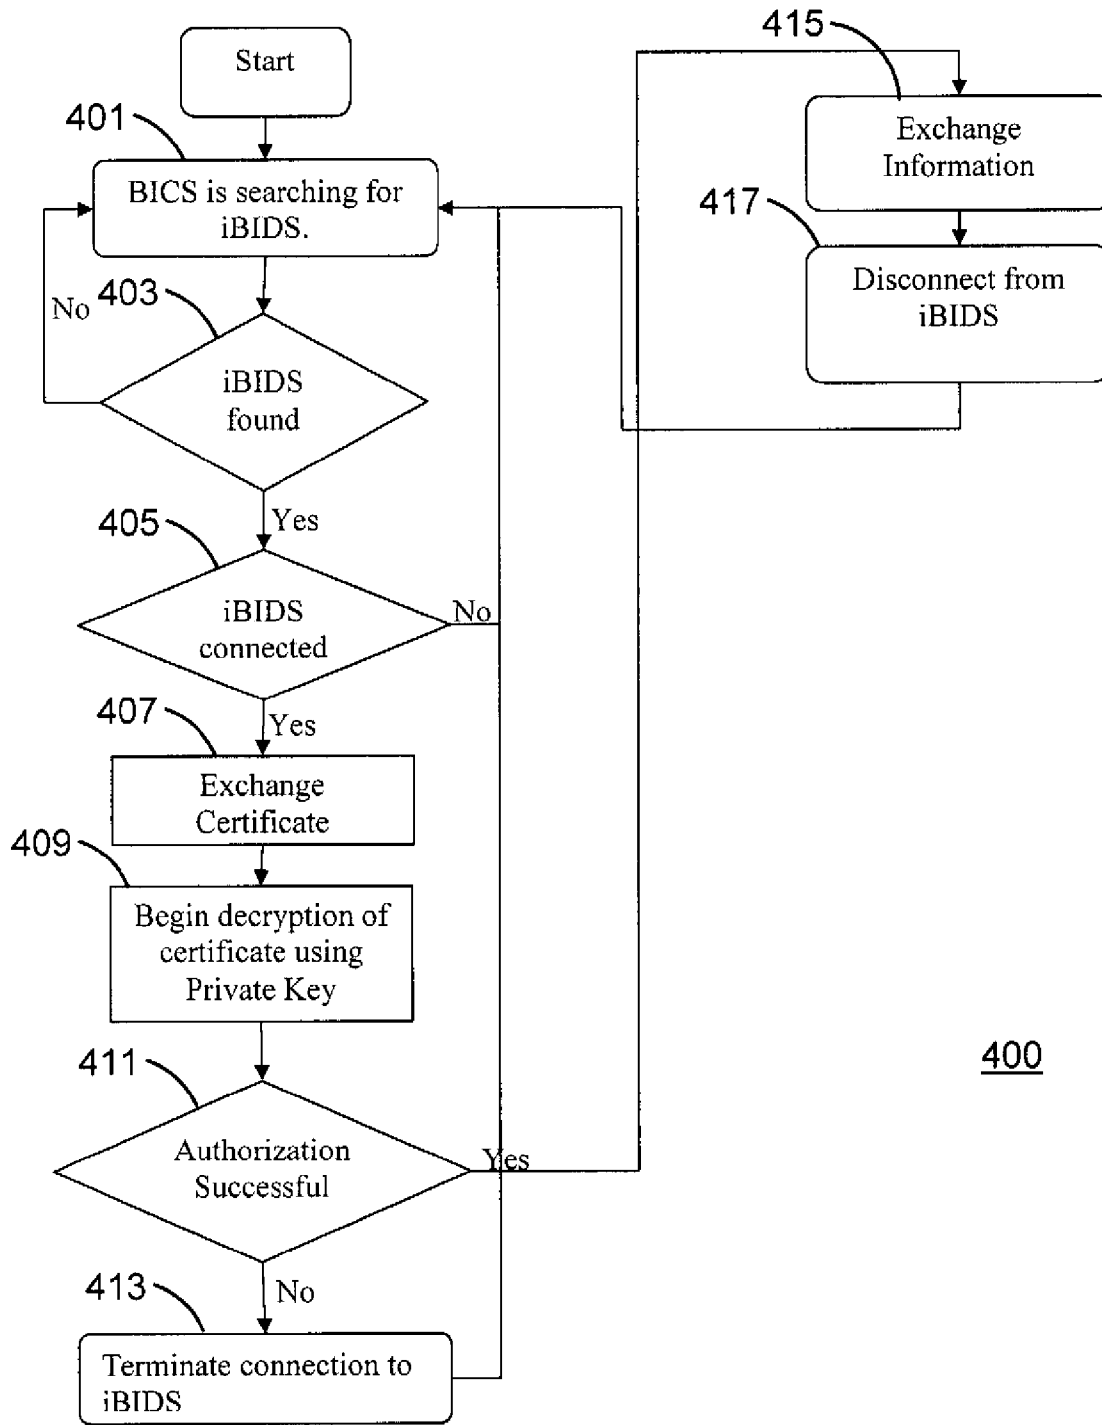 Start
401
BICS is searching for
iBIDS.
403
No
iBIDS
found
Yes
405
iBIDS
connected
No
Yes
407
Exchange
Certificate
409
Begin decryption of
certificate using
Private Key
411
Authorization
Successful
Yes
No
413
Terminate connection to
iBIDS
415
Exchange
Information
417
Disconnect from
iBIDS
400